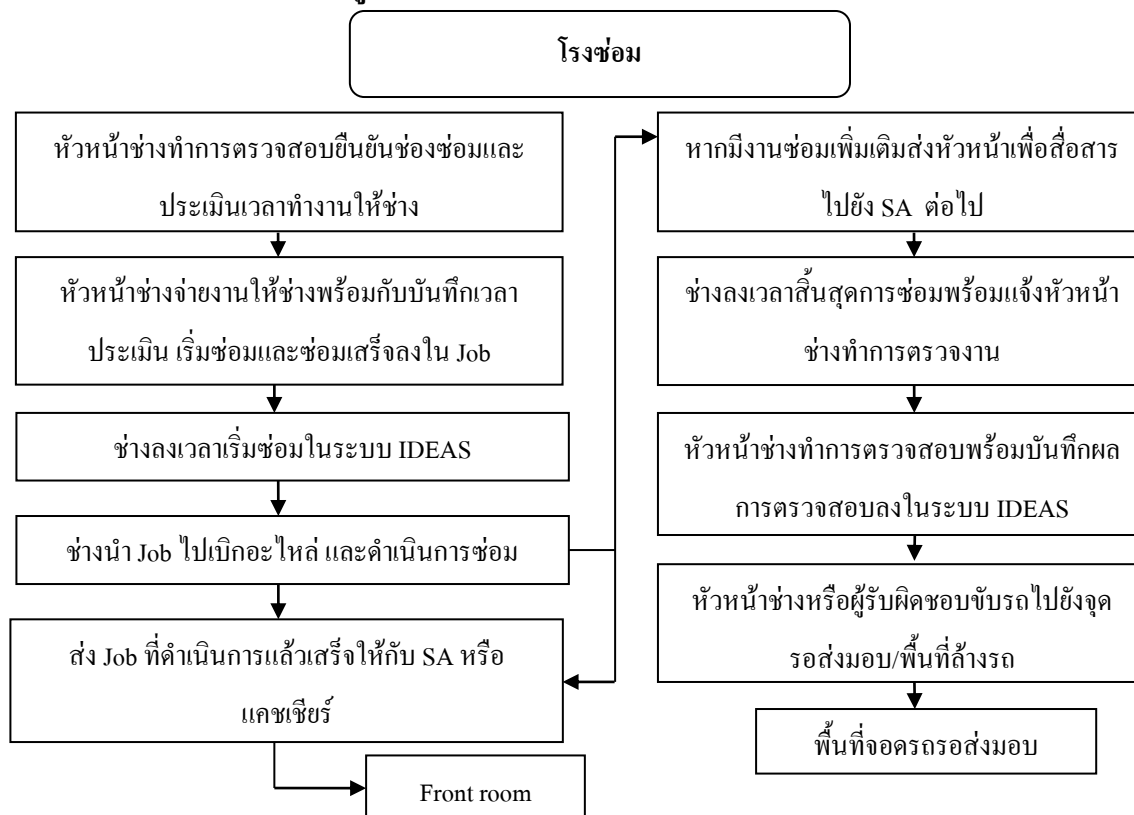 โรงซ่อม
หัวหน้าช่างทำการตรวจสอบยืนยันช่องซ่อมและ
ประเมินเวลาทำงานให้ช่าง
หัวหน้าช่างจ่ายงานให้ช่างพร้อมกับบันทึกเวลา
ประเมิน เริ่มซ่อมและซ่อมเสร็จลงใน Job
ช่างลงเวลาเริ่มซ่อมในระบบ IDEAS
ช่างนำ Job ไปเบิกอะไหล่ และดำเนินการซ่อม
ส่ง Job ที่ดำเนินการแล้วเสร็จให้กับ SA หรือ
แคชเชียร์
Front room
หากมีงานซ่อมเพิ่มเติมส่งหัวหน้าเพื่อสื่อสาร
ไปยัง SA ต่อไป
ช่างลงเวลาสิ้นสุดการซ่อมพร้อมแจ้งหัวหน้า
ช่างทำการตรวจงาน
หัวหน้าช่างทำการตรวจสอบพร้อมบันทึกผล
การตรวจสอบลงในระบบ IDEAS
หัวหน้าช่างหรือผู้รับผิดชอบขับรถไปยังจุด
รอส่งมอบ/พื้นที่ล้างรถ
พื้นที่จอดรถรอส่งมอบ